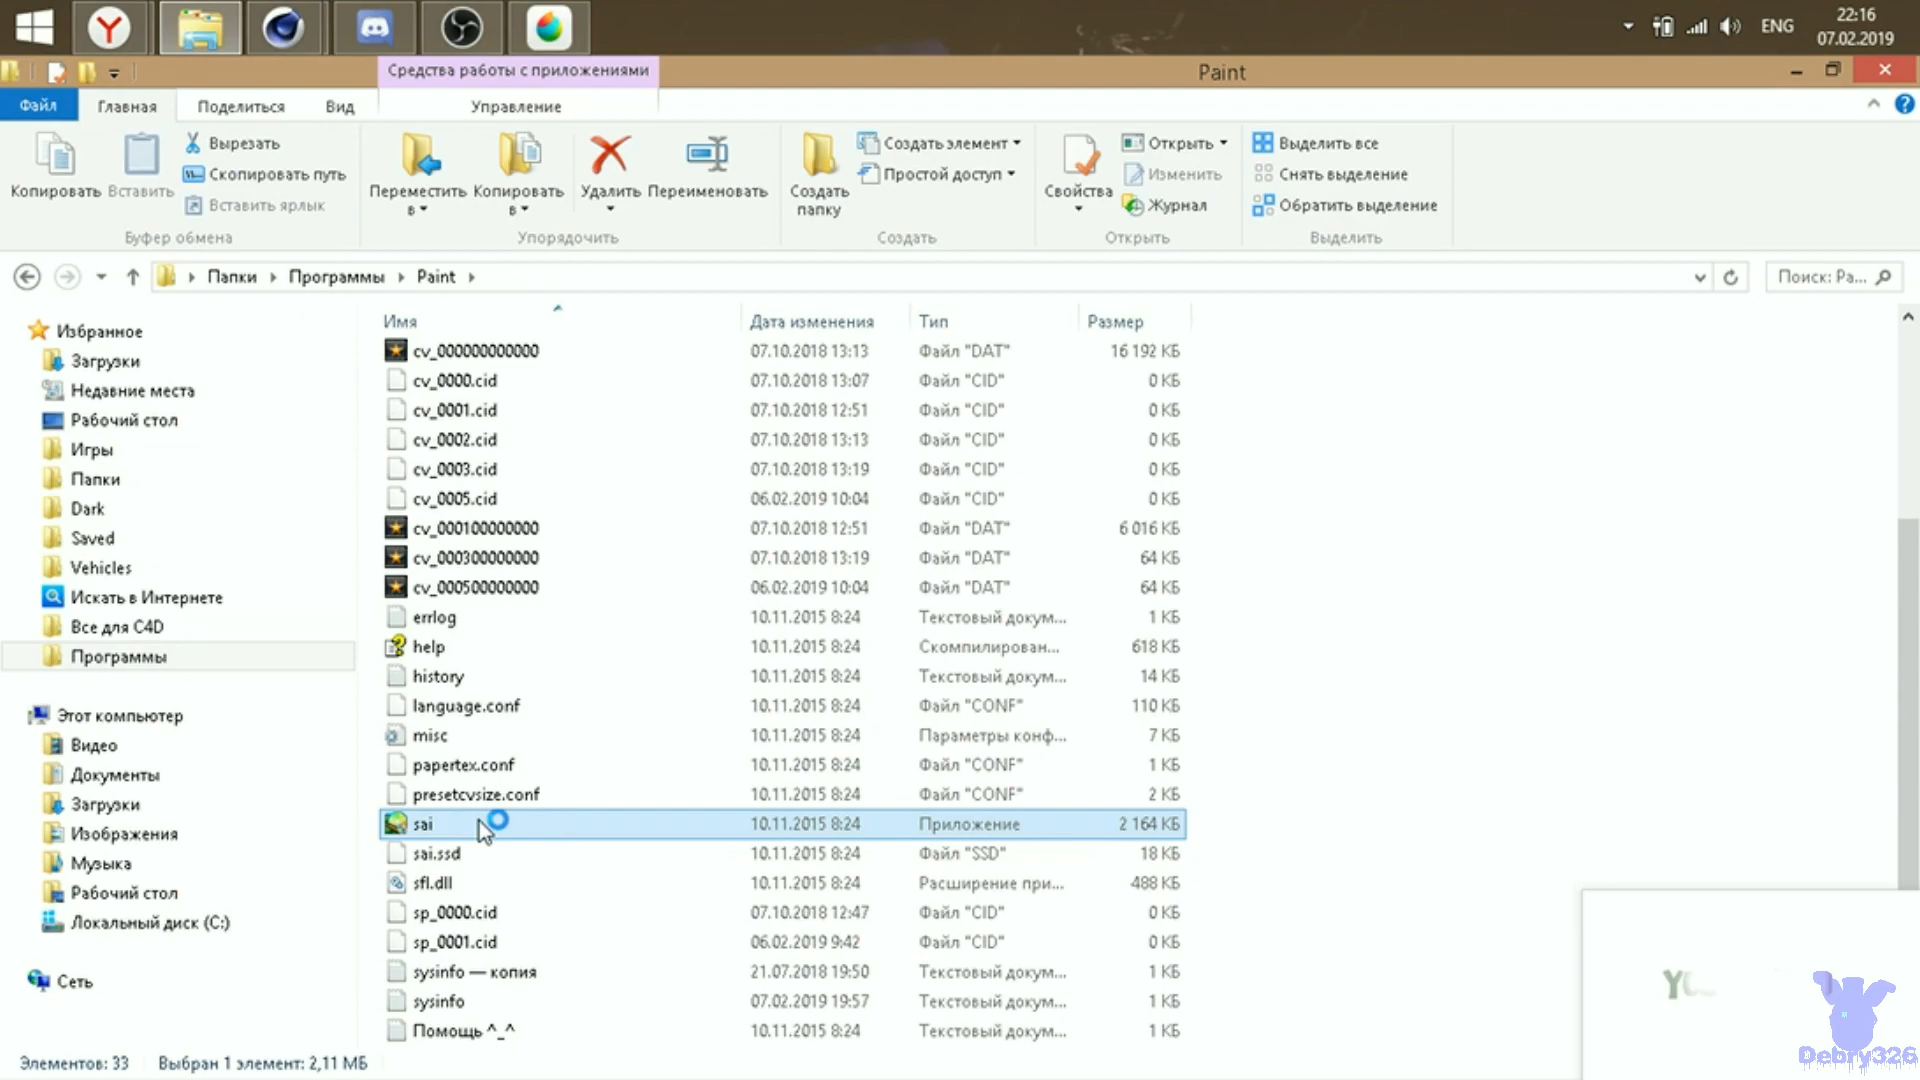 ENG
22:16
07.02.2019
Средства работы с приложениями
Paint
Файл
Главная
Поделиться
Вид
Управление
Копировать
Вставить
Вырезать
Скопировать путь
Вставить ярлык
Буфер обмена
Переместить в
Копировать в
Удалить
Переименовать
Упорядочить
Создать папку
Создать элемент
Простой доступ
Создать
Свойства
Открыть
Изменить
Журнал
Открыть
Выделить все
Снять выделение
Обратить выделение
Выделить
Папки
Программы
Paint
Поиск: Pa...
Избранное
Загрузки
Недавние места
Рабочий стол
Игры
Папки
Dark
Saved
Vehicles
Искать в Интернете
Все для C4D
Программы
Этот компьютер
Видео
Документы
Загрузки
Изображения
Музыка
Рабочий стол
Локальный диск (C:)
Сеть
Имя Дата изменения Тип Размер
cv_000000000000 07.10.2018 13:13 Файл "DAT" 16 192 КБ
cv_0000.cid 07.10.2018 13:07 Файл "CID" 0 КБ
cv_0001.cid 07.10.2018 12:51 Файл "CID" 0 КБ
cv_0002.cid 07.10.2018 13:13 Файл "CID" 0 КБ
cv_0003.cid 07.10.2018 13:19 Файл "CID" 0 КБ
cv_0005.cid 06.02.2019 10:04 Файл "CID" 0 КБ
cv_000100000000 07.10.2018 12:51 Файл "DAT" 6 016 КБ
cv_000300000000 07.10.2018 13:19 Файл "DAT" 64 КБ
cv_000500000000 06.02.2019 10:04 Файл "DAT" 64 КБ
errlog 10.11.2015 8:24 Текстовый докум... 1 КБ
help 10.11.2015 8:24 Скомпилирован... 618 КБ
history 10.11.2015 8:24 Текстовый докум... 14 КБ
language.conf 10.11.2015 8:24 Файл "CONF" 110 КБ
misc 10.11.2015 8:24 Параметры конф... 7 КБ
papertex.conf 10.11.2015 8:24 Файл "CONF" 1 КБ
presetcvsize.conf 10.11.2015 8:24 Файл "CONF" 2 КБ
sai 10.11.2015 8:24 Приложение 2 164 КБ
sai.ssd 10.11.2015 8:24 Файл "SSD" 18 КБ
sfl.dll 10.11.2015 8:24 Расширение при... 488 КБ
sp_0000.cid 07.10.2018 12:47 Файл "CID" 0 КБ
sp_0001.cid 06.02.2019 9:42 Файл "CID" 0 КБ
sysinfo — копия 21.07.2018 19:50 Текстовый докум... 1 КБ
sysinfo 07.02.2019 19:57 Текстовый докум... 1 КБ
Помощь ^_^ 10.11.2015 8:24 Текстовый докум... 1 КБ
Элементов: 33 Выбран 1 элемент: 2,11 МБ
Debry326